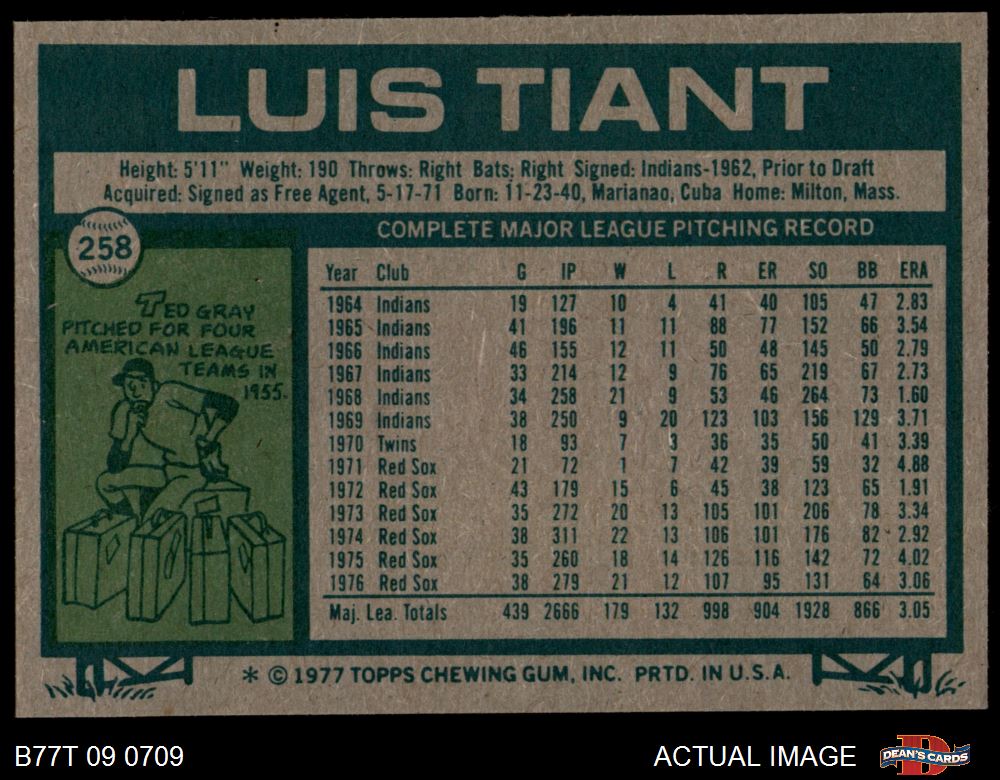 LUIS TIANT
Height: 5'11" Weight: 190 Throws: Right Bats: Right Signed: Indians-1962, Prior to Draft
Acquired: Signed as Free Agent, 5-17-71 Born: 11-23-40, Marianao, Cuba Home: Milton, Mass.
258
TED GRAY
PITCHED FOR FOUR
AMERICAN LEAGUE
TEAMS IN
1955.
COMPLETE MAJOR LEAGUE PITCHING RECORD
Year Club G IP W L R ER SO BB ERA
1964 Indians 19 127 10 4 41 40 105 47 2.83
1965 Indians 41 196 11 11 88 77 152 66 3.54
1966 Indians 46 155 12 11 50 48 145 50 2.79
1967 Indians 33 214 12 9 76 65 219 67 2.73
1968 Indians 34 258 21 9 53 46 264 73 1.60
1969 Indians 38 250 9 20 123 103 156 129 3.71
1970 Twins 18 93 7 3 36 35 50 41 3.39
1971 Red Sox 21 72 1 7 42 39 59 32 4.88
1972 Red Sox 43 179 15 6 45 38 123 65 1.91
1973 Red Sox 35 272 20 13 105 101 206 78 3.34
1974 Red Sox 38 311 22 13 106 101 176 82 2.92
1975 Red Sox 35 260 18 14 126 116 142 72 4.02
1976 Red Sox 38 279 21 12 107 95 131 64 3.06
Maj. Lea. Totals 439 2666 179 132 998 904 1928 866 3.05
* © 1977 TOPPS CHEWING GUM, INC. PRTD. IN U.S.A.
B77T 09 0709
ACTUAL IMAGE
D
DEAN'S CARDS